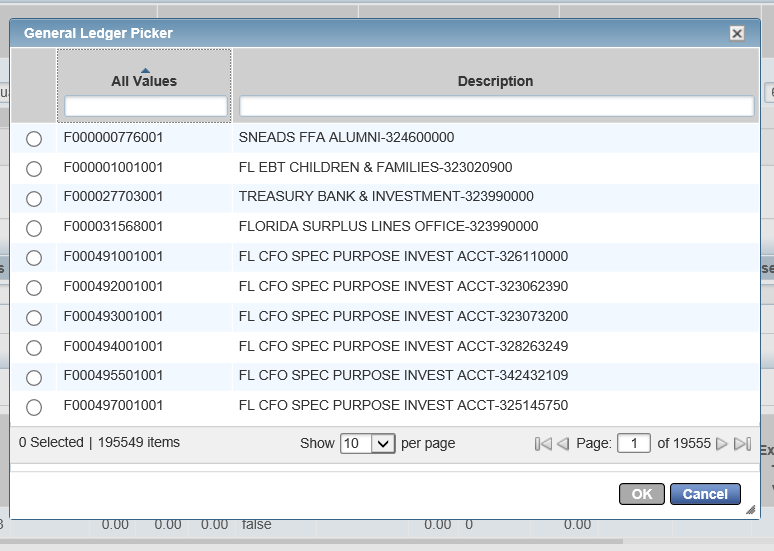 General Ledger Picker
All Values Description
F000000776001 SNEADS FFA ALUMNI-324600000
F000001001001 FL EBT CHILDREN & FAMILIES-323020900
F000027703001 TREASURY BANK & INVESTMENT-323990000
F000031568001 FLORIDA SURPLUS LINES OFFICE-323990000
F000491001001 FL CFO SPEC PURPOSE INVEST ACCT-326110000
F000492001001 FL CFO SPEC PURPOSE INVEST ACCT-323062390
F000493001001 FL CFO SPEC PURPOSE INVEST ACCT-323073200
F000494001001 FL CFO SPEC PURPOSE INVEST ACCT-328263249
F000495501001 FL CFO SPEC PURPOSE INVEST ACCT-342432109
F000497001001 FL CFO SPEC PURPOSE INVEST ACCT-325145750
0 Selected | 195549 items Show 10 per page Page: 1 of 19555
OK Cancel
0.00 0.00 0.00 false 0.00 0 0.00